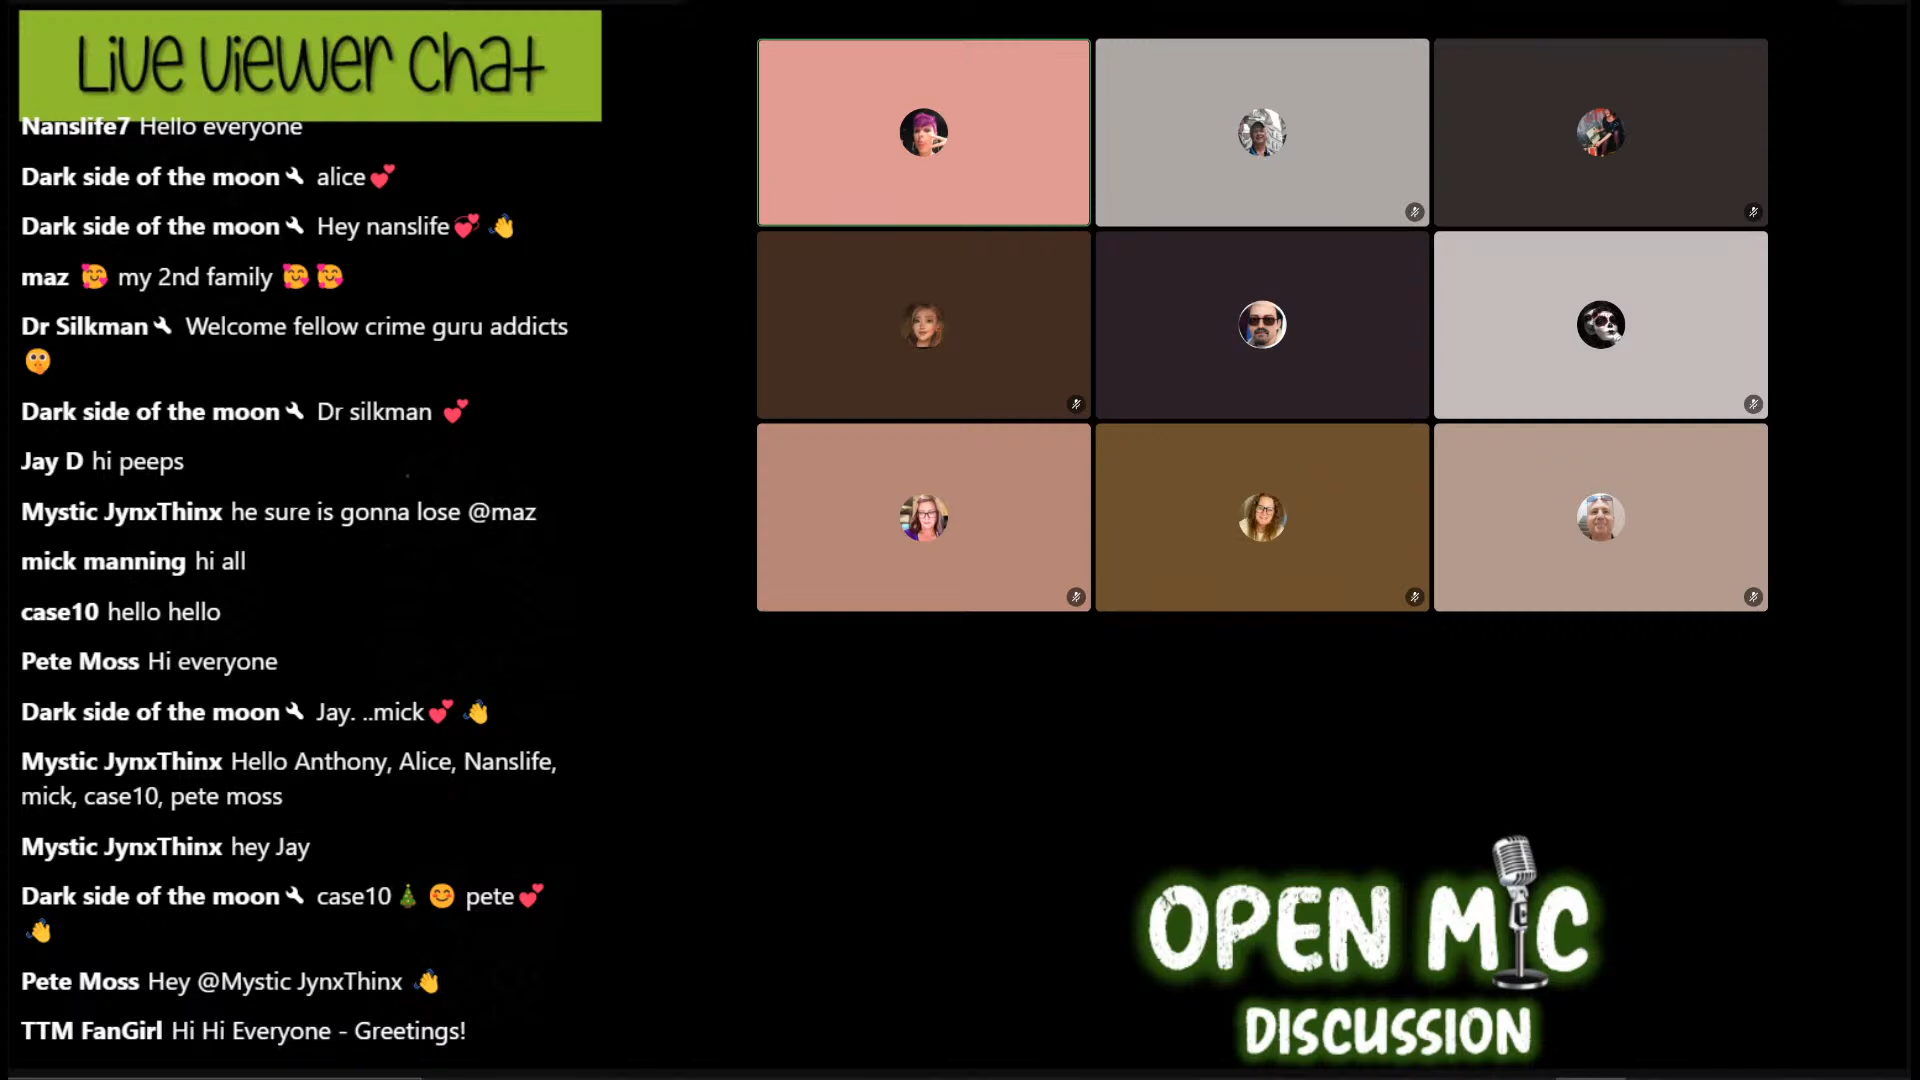 Live Viewer Chat
Nanslife7 Hello everyone
Dark side of the moon alice💕
Dark side of the moon Hey nanslife💞 👋
maz 🥰 my 2nd family 🥰 🥰
Dr Silkman Welcome fellow crime guru addicts
🤫
Dark side of the moon Dr silkman 💕
Jay D hi peeps
Mystic JynxThinx he sure is gonna lose @maz
mick manning hi all
case10 hello hello
Pete Moss Hi everyone
Dark side of the moon Jay. ..mick💕 👋
Mystic JynxThinx Hello Anthony, Alice, Nanslife,
mick, case10, pete moss
Mystic JynxThinx hey Jay
Dark side of the moon case10🎄 😊 pete💕
👋
Pete Moss Hey @Mystic JynxThinx 👋
TTM FanGirl Hi Hi Everyone - Greetings!
OPEN MIC
DISCUSSION